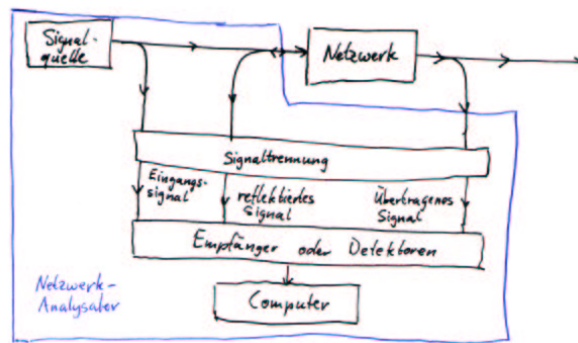 Signal-
quelle
Netzwerk
Signaltrennung
Eingangs-
signal
reflektiertes
Signal
Übertragenes
Signal
Empfänger oder Detektoren
Computer
Netzwerk-
Analysator